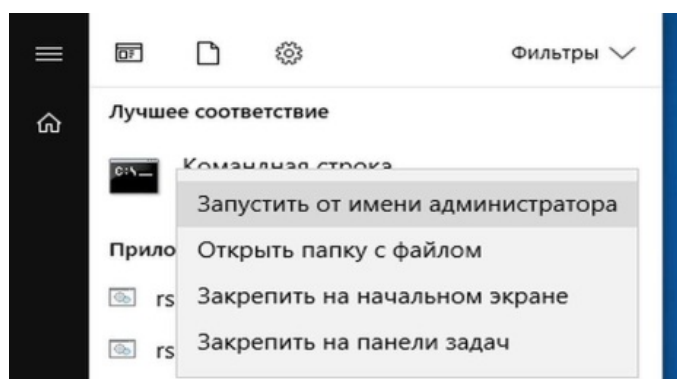 Фильтры
Лучшее соответствие
C:\_
Командная строка
Запустить от имени администратора
Прило
Открыть папку с файлом
rs
Закрепить на начальном экране
rs
Закрепить на панели задач